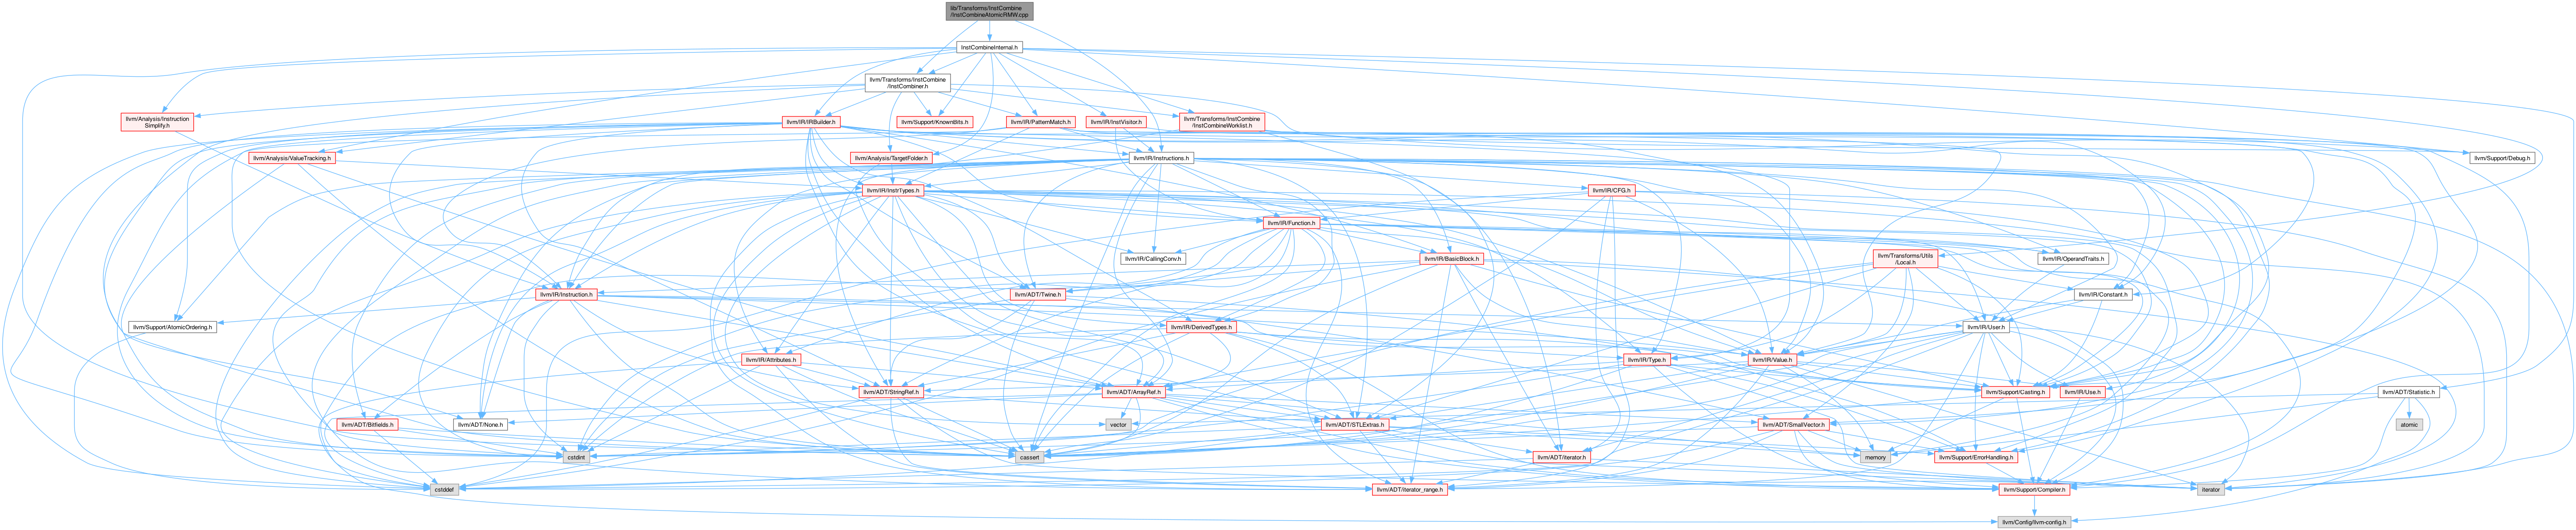 lib/Transforms/InstCombine
/InstCombineAtomicRMW.cpp
InstCombineInternal.h
llvm/Transforms/InstCombine
/InstCombiner.h
llvm/Analysis/Instruction
Simplify.h
llvm/IR/IRBuilder.h
llvm/Support/KnownBits.h
llvm/IR/PatternMatch.h
llvm/IR/InstVisitor.h
llvm/Transforms/InstCombine
/InstCombineWorklist.h
llvm/Analysis/ValueTracking.h
llvm/Analysis/TargetFolder.h
llvm/IR/Instructions.h
llvm/Support/Debug.h
llvm/IR/InstrTypes.h
llvm/IR/CFG.h
llvm/IR/Function.h
llvm/IR/CallingConv.h
llvm/IR/BasicBlock.h
llvm/Transforms/Utils
/Local.h
llvm/IR/OperandTraits.h
llvm/IR/Instruction.h
llvm/ADT/Twine.h
llvm/IR/Constant.h
llvm/Support/AtomicOrdering.h
llvm/IR/DerivedTypes.h
llvm/IR/User.h
llvm/IR/Attributes.h
llvm/IR/Type.h
llvm/IR/Value.h
llvm/ADT/StringRef.h
llvm/ADT/ArrayRef.h
llvm/Support/Casting.h
llvm/IR/Use.h
llvm/ADT/Statistic.h
llvm/ADT/Bitfields.h
llvm/ADT/None.h
vector
llvm/ADT/STLExtras.h
llvm/ADT/SmallVector.h
atomic
cstdint
cassert
llvm/ADT/iterator.h
memory
llvm/Support/ErrorHandling.h
cstddef
llvm/ADT/iterator_range.h
llvm/Support/Compiler.h
iterator
llvm/Config/llvm-config.h